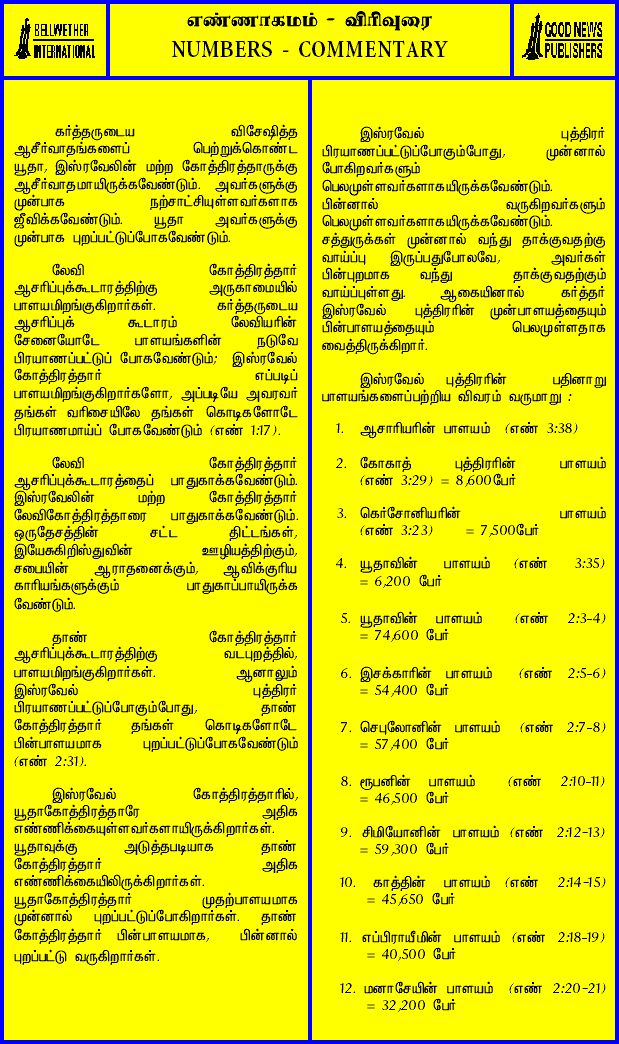 BELLWETHER
INTERNATIONAL
எண்ணாகமம் - விரிவுரை
NUMBERS - COMMENTARY
GOOD NEWS
PUBLISHERS
கர்த்தருடைய விசேஷித்த
ஆசீர்வாதங்களைப் பெற்றுக்கொண்ட
யூதா, இஸ்ரவேலின் மற்ற கோத்திரத்தாருக்கு
ஆசீர்வாதமாயிருக்கவேண்டும். அவர்களுக்கு
முன்பாக நற்சாட்சியுள்ளவர்களாக
ஜீவிக்கவேண்டும். யூதா அவர்களுக்கு
முன்பாக புறப்பட்டுப்போகவேண்டும்.
லேவி கோத்திரத்தார்
ஆசரிப்புக்கூடாரத்திற்கு அருகாமையில்
பாளயமிறங்குகிறார்கள். கர்த்தருடைய
ஆசரிப்புக் கூடாரம் லேவியரின்
சேனையோடே பாளயங்களின் நடுவே
பிரயாணப்பட்டுப் போகவேண்டும்; இஸ்ரவேல்
கோத்திரத்தார் எப்படிப்
பாளயமிறங்குகிறார்களோ, அப்படியே அவரவர்
தங்கள் வரிசையிலே தங்கள் கொடிகளோடே
பிரயாணமாய்ப் போகவேண்டும் (எண் 1:17).
லேவி கோத்திரத்தார்
ஆசரிப்புக்கூடாரத்தைப் பாதுகாக்கவேண்டும்.
இஸ்ரவேலின் மற்ற கோத்திரத்தார்
லேவிகோத்திரத்தாரை பாதுகாக்கவேண்டும்.
ஒருதேசத்தின் சட்ட திட்டங்கள்,
இயேசுகிறிஸ்துவின் ஊழியத்திற்கும்,
சபையின் ஆராதனைக்கும், ஆவிக்குரிய
காரியங்களுக்கும் பாதுகாப்பாயிருக்க
வேண்டும்.
தாண் கோத்திரத்தார்
ஆசரிப்புக்கூடாரத்திற்கு வடபுறத்தில்,
பாளயமிறங்குகிறார்கள். ஆனாலும்
இஸ்ரவேல் புத்திரர்
பிரயாணப்பட்டுப்போகும்போது, தாண்
கோத்திரத்தார் தங்கள் கொடிகளோடே
பின்பாளயமாக புறப்பட்டுப்போகவேண்டும்
(எண் 2:31).
இஸ்ரவேல் கோத்திரத்தாரில்,
யூதாகோத்திரத்தாரே அதிக
எண்ணிக்கையுள்ளவர்களாயிருக்கிறார்கள்.
யூதாவுக்கு அடுத்தபடியாக தாண்
கோத்திரத்தார் அதிக
எண்ணிக்கையிலிருக்கிறார்கள்.
யூதாகோத்திரத்தார் முதற்பாளயமாக
முன்னால் புறப்பட்டுப்போகிறார்கள். தாண்
கோத்திரத்தார் பின்பாளயமாக, பின்னால்
புறப்பட்டு வருகிறார்கள்.
இஸ்ரவேல் புத்திரர்
பிரயாணப்பட்டுப்போகும்போது, முன்னால்
போகிறவர்களும்
பெலமுள்ளவர்களாகயிருக்கவேண்டும்.
பின்னால் வருகிறவர்களும்
பெலமுள்ளவர்களாகயிருக்கவேண்டும்.
சத்துருக்கள் முன்னால் வந்து தாக்குவதற்கு
வாய்ப்பு இருப்பதுபோலவே, அவர்கள்
பின்புறமாக வந்து தாக்குவதற்கும்
வாய்ப்புள்ளது. ஆகையினால் கர்த்தர்
இஸ்ரவேல் புத்திரரின் முன்பாளயத்தையும்
பின்பாளயத்தையும் பெலமுள்ளதாக
வைத்திருக்கிறார்.
இஸ்ரவேல் புத்திரரின் பதினாறு
பாளயங்களைப்பற்றிய விவரம் வருமாறு :
1. ஆசாரியரின் பாளயம் (எண் 3:38)
2. கோகாத் புத்திரரின் பாளயம்
(எண் 3:29) = 8,600பேர்
3. கெர்சோனியரின் பாளயம்
(எண் 3:23) = 7,500பேர்
4. யூதாவின் பாளயம் (எண் 3:35)
= 6,200 பேர்
5. யூதாவின் பாளயம் (எண் 2:3-4)
= 74,600 பேர்
6. இசக்காரின் பாளயம் (எண் 2:5-6)
= 54,400 பேர்
7. செபுலோனின் பாளயம் (எண் 2:7-8)
= 57,400 பேர்
8. ரூபனின் பாளயம் (எண் 2:10-11)
= 46,500 பேர்
9. சிமியோனின் பாளயம் (எண் 2:12-13)
= 59,300 பேர்
10. காத்தின் பாளயம் (எண் 2:14-15)
= 45,650 பேர்
11. எப்பிராயீமின் பாளயம் (எண் 2:18-19)
= 40,500 பேர்
12. மனாசேயின் பாளயம் (எண் 2:20-21)
= 32,200 பேர்